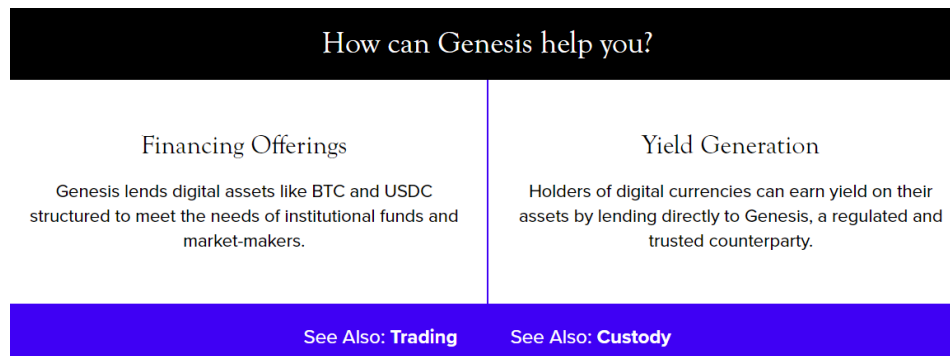 How can Genesis help you?
Financing Offerings
Genesis lends digital assets like BTC and USDC
structured to meet the needs of institutional funds and
market-makers.
Yield Generation
Holders of digital currencies can earn yield on their
assets by lending directly to Genesis, a regulated and
trusted counterparty.
See Also: Trading
See Also: Custody